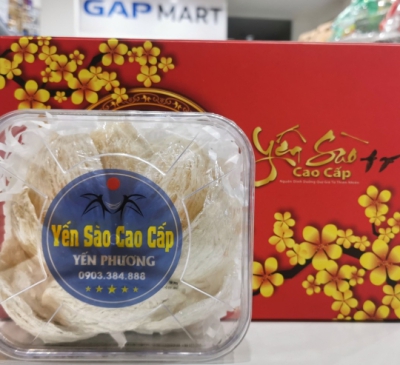 GAP MART
Yến Sào
Cao Cấp
Yến Sào Cao Cấp
YẾN PHƯƠNG
0903.384.888